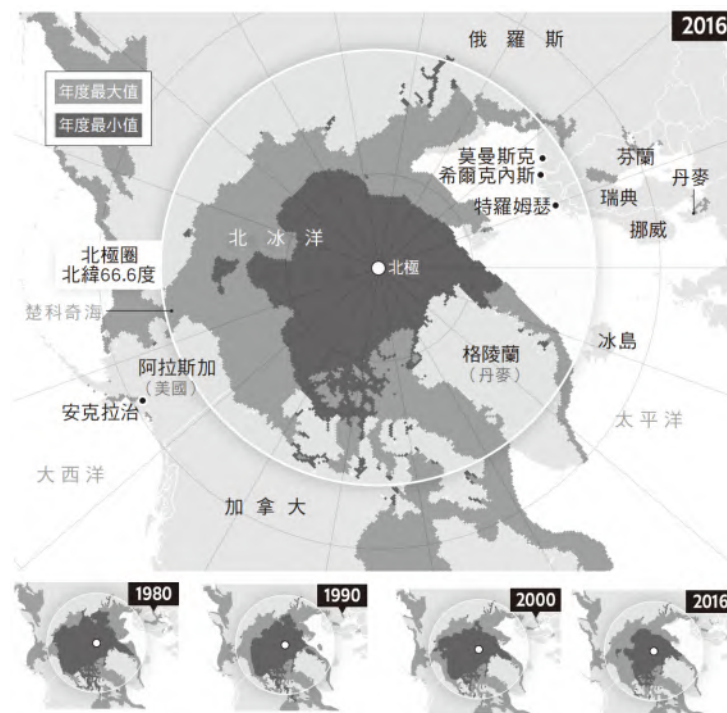 2016
俄羅斯
年度最大值
年度最小值
莫曼斯克
希爾克內斯
特羅姆瑟
芬蘭
瑞典
丹麥
挪威
北冰洋
北極圈
北緯66.6度
北極
楚科奇海
阿拉斯加
（美國）
安克拉治
格陵蘭
（丹麥）
冰島
太平洋
大西洋
加拿大
1980
1990
2000
2016